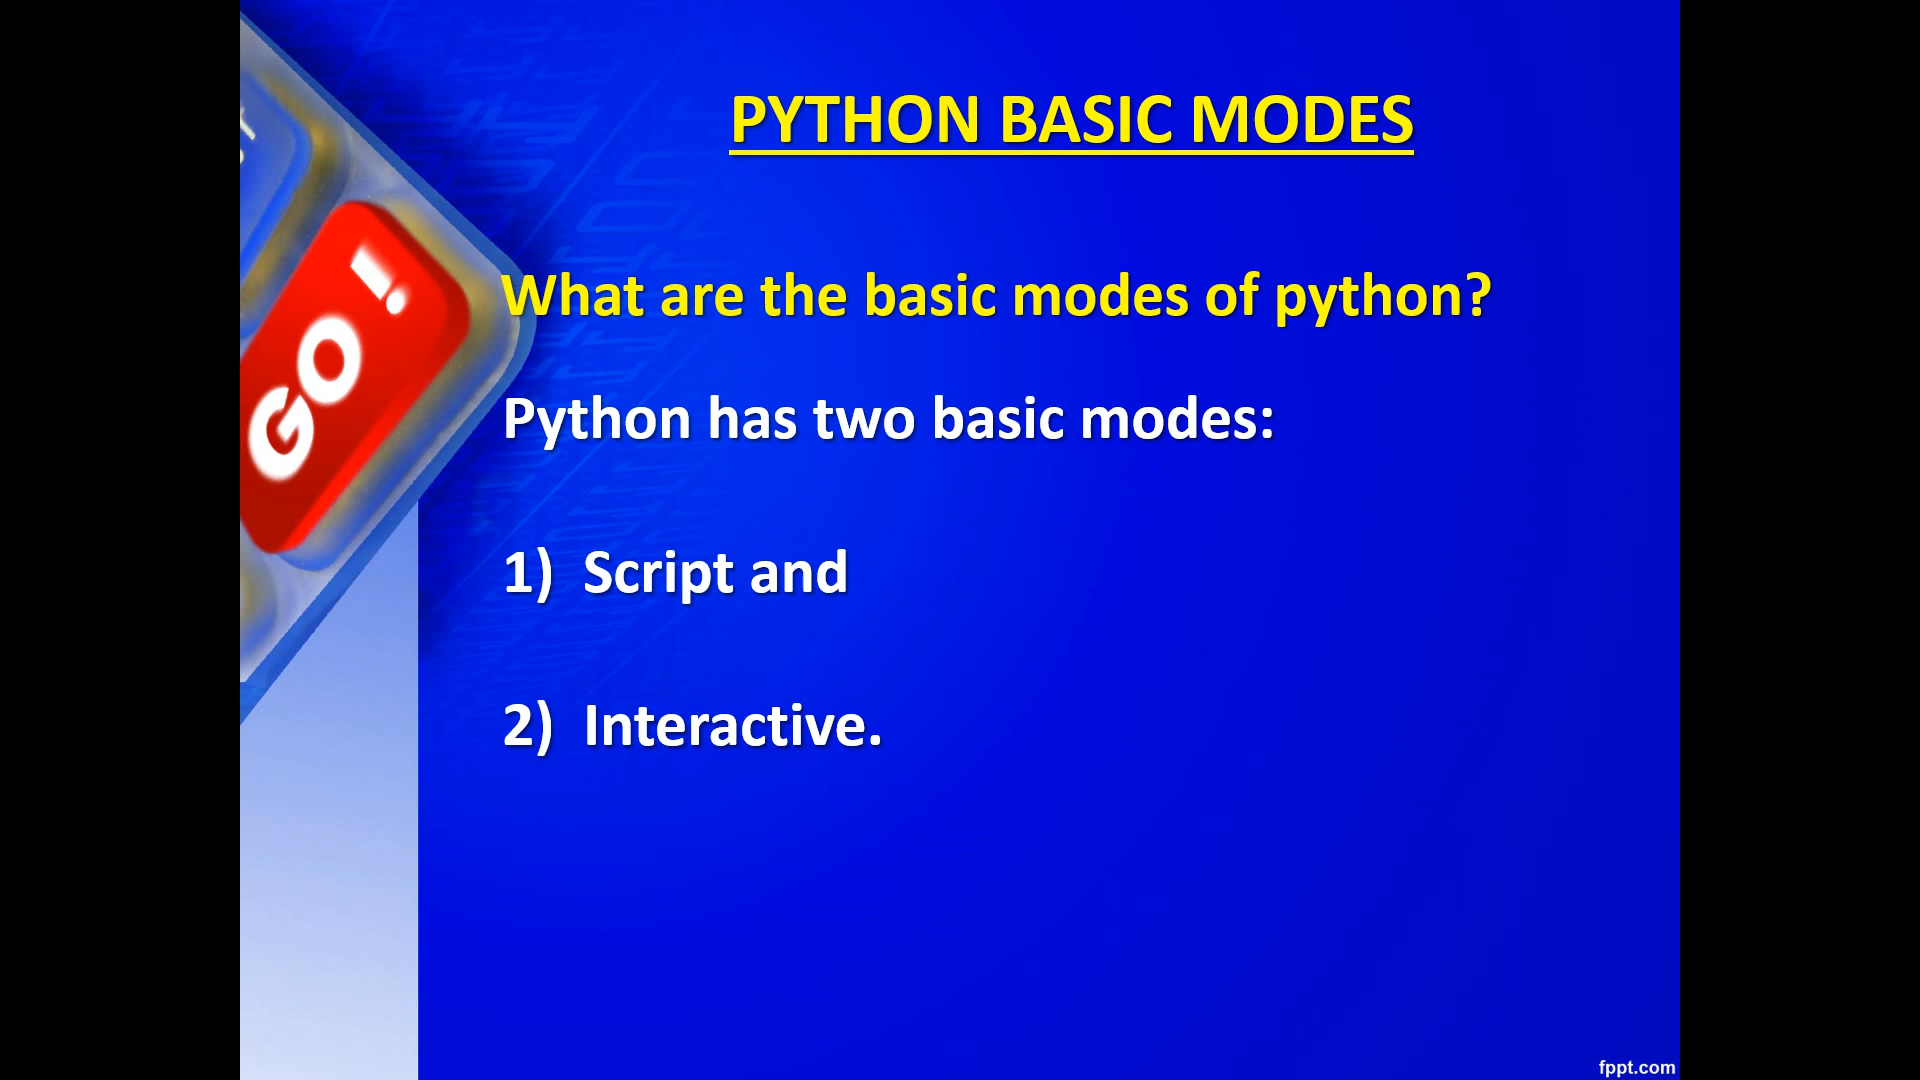 PYTHON BASIC MODES
What are the basic modes of python?
Python has two basic modes:
1) Script and
2) Interactive.
GO!
fppt.com